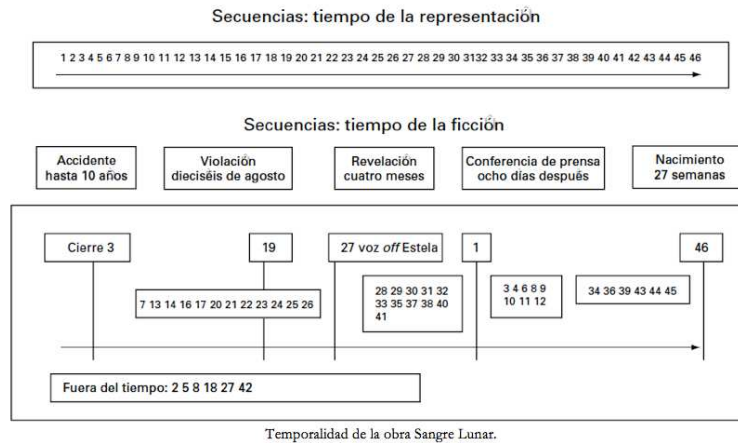 Secuencias: tiempo de la representación
1 2 3 4 5 6 7 8 9 10 11 12 13 14 15 16 17 18 19 20 21 22 23 24 25 26 27 28 29 30 3132 33 34 35 36 37 38 39 40 41 42 43 44 45 46
Secuencias: tiempo de la ficción
Accidente
hasta 10 años
Violación
dieciséis de agosto
Revelación
cuatro meses
Conferencia de prensa
ocho días después
Nacimiento
27 semanas
Cierre 3
19
27 voz off Estela
1
46
7 13 14 16 17 20 21 22 23 24 25 26
28 29 30 31 32
33 35 37 38 40
41
3 4 6 8 9
10 11 12
34 36 39 43 44 45
Fuera del tiempo: 2 5 8 18 27 42
Temporalidad de la obra Sangre Lunar.